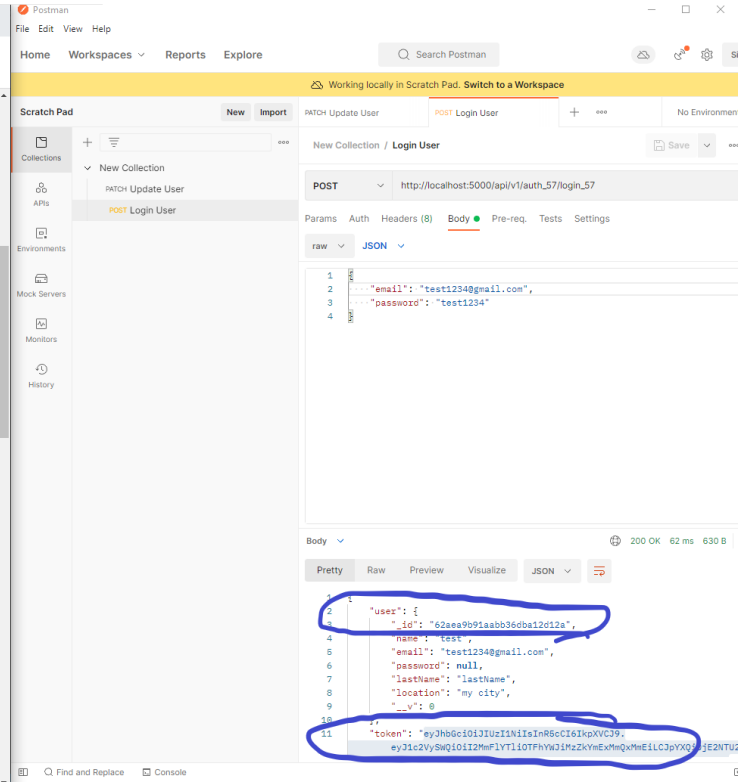 Postman
File Edit View Help
Home Workspaces Reports Explore Search Postman
Working locally in Scratch Pad. Switch to a Workspace
Scratch Pad New Import PATCH Update User POST Login User No Environmen
Collections
New Collection
PATCH Update User
POST Login User
APIs
Environments
Mock Servers
Monitors
History
New Collection / Login User Save
POST http://localhost:5000/api/v1/auth_57/login_57
Params Auth Headers (8) Body Pre-req. Tests Settings
raw JSON
1 {
2 "email": "test1234@gmail.com",
3 "password": "test1234"
4 }
Body 200 OK 62 ms 630 B
Pretty Raw Preview Visualize JSON
1 {
2 "user": {
3 "_id": "62aea9b91aabb36dba12d12a",
4 "name": "test",
5 "email": "test1234@gmail.com",
6 "password": null,
7 "lastName": "lastName",
8 "location": "my city",
9 "__v": 0
10 },
11 "token": "eyJhbGciOiJIUzI1NiIsInR5cCI6IkpXVCJ9.
Find and Replace Console